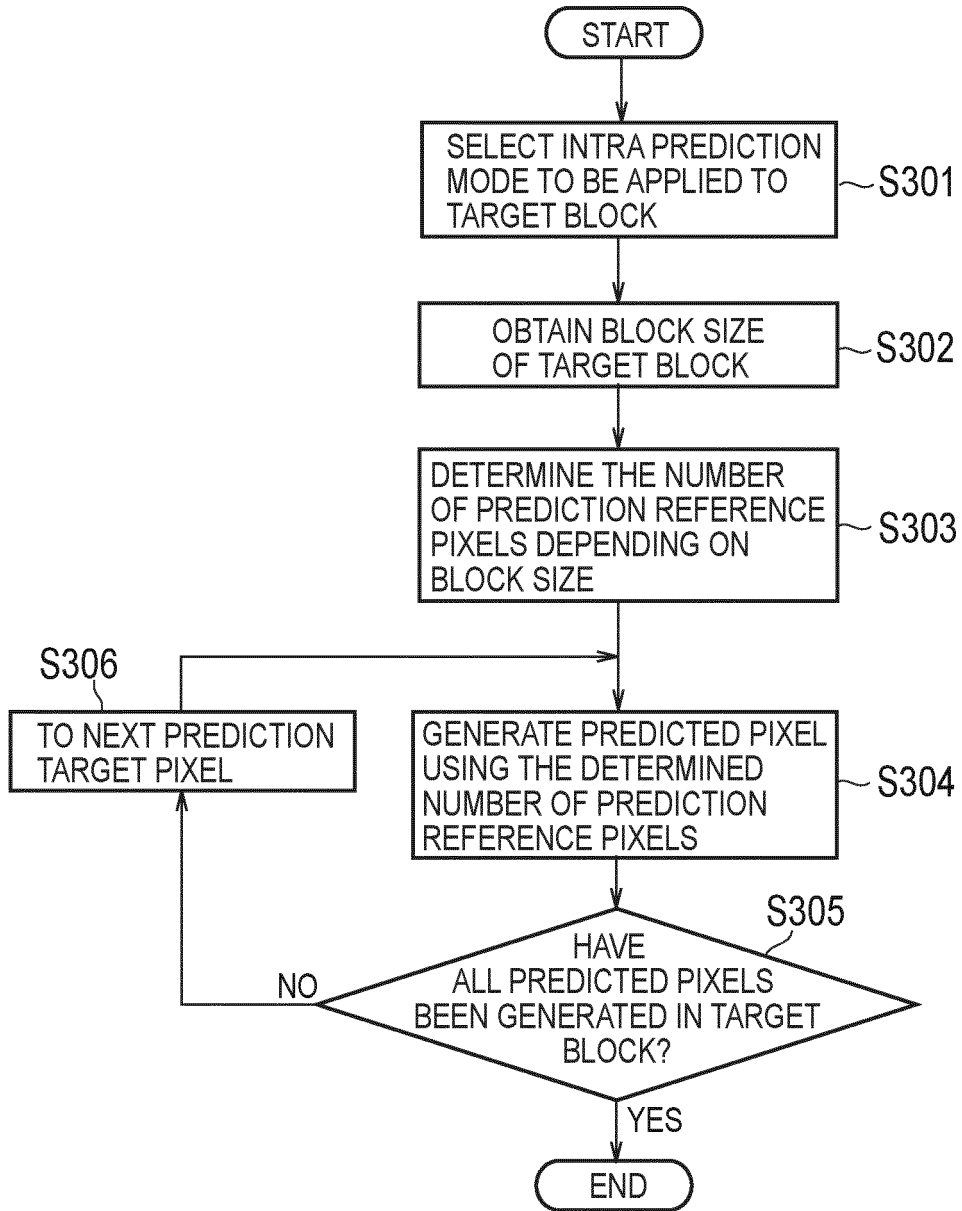 START
SELECT INTRA PREDICTION
MODE TO BE APPLIED TO
TARGET BLOCK
S301
OBTAIN BLOCK SIZE
OF TARGET BLOCK
S302
DETERMINE THE NUMBER
OF PREDICTION REFERENCE
PIXELS DEPENDING ON
BLOCK SIZE
S303
S306
TO NEXT PREDICTION
TARGET PIXEL
GENERATE PREDICTED PIXEL
USING THE DETERMINED
NUMBER OF PREDICTION
REFERENCE PIXELS
S304
S305
HAVE
ALL PREDICTED PIXELS
BEEN GENERATED IN TARGET
BLOCK?
NO
YES
END